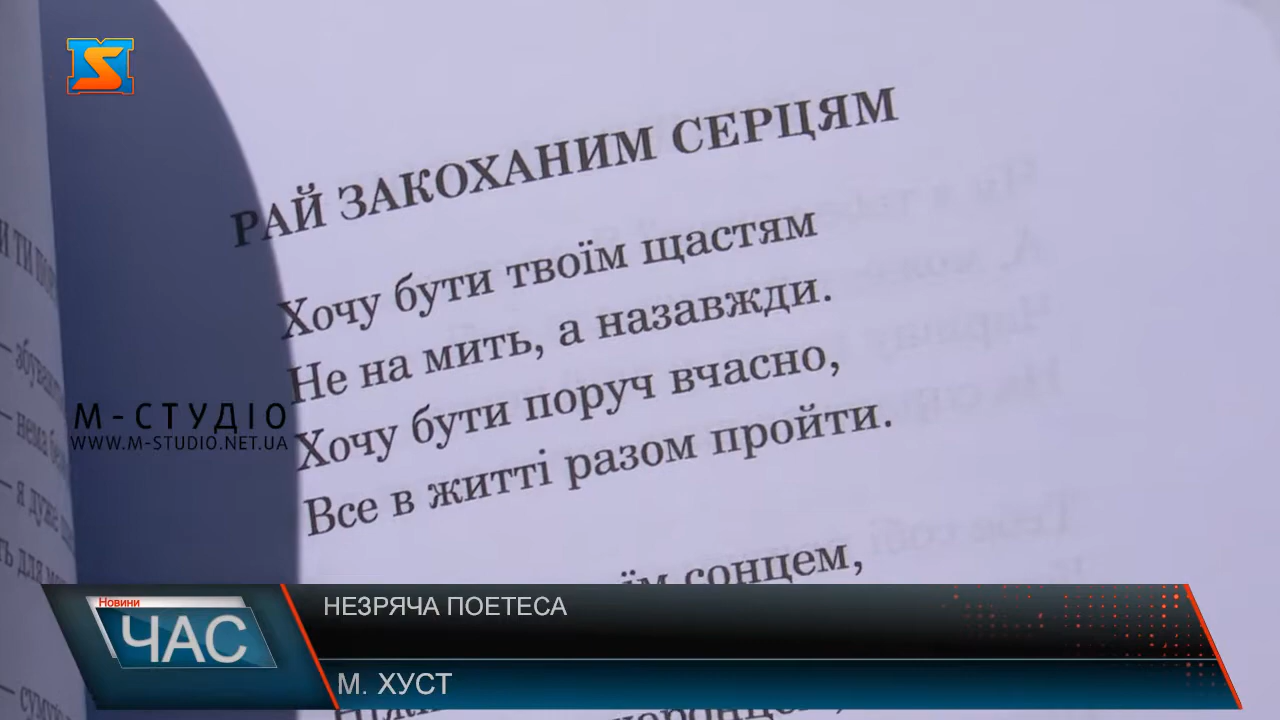 РАЙ ЗАКОХАНИМ СЕРЦЯМ
Хочу бути твоїм щастям
Не на мить, а назавжди.
Хочу бути поруч вчасно,
Все в житті разом пройти.
сонцем,
М-СТУДІО
WWW.M-STUDIO.NET.UA
Новини
ЧАС
НЕЗРЯЧА ПОЕТЕСА
М. ХУСТ